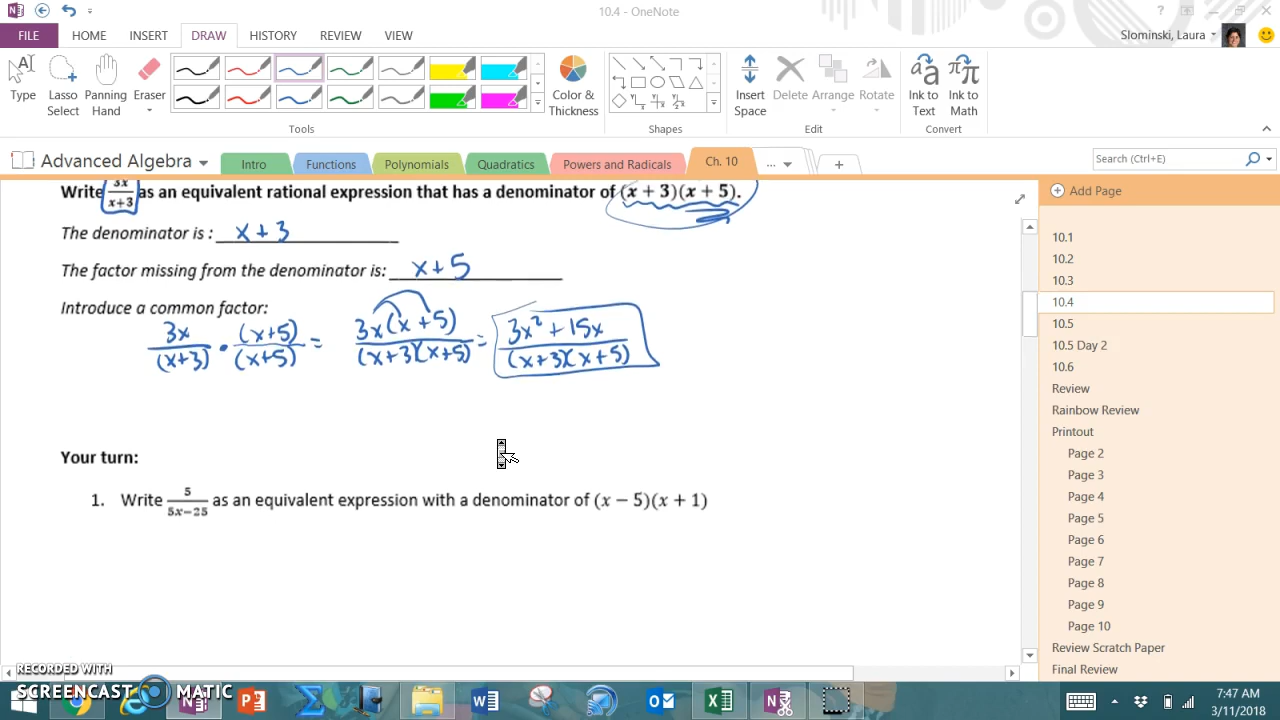 10.4 - OneNote
FILE HOME INSERT DRAW HISTORY REVIEW VIEW
Slominski, Laura
Type Lasso Select Panning Hand Eraser Color & Thickness Insert Space Delete Arrange Rotate Ink to Text Ink to Math
Tools Shapes Edit Convert
Advanced Algebra Intro Functions Polynomials Quadratics Powers and Radicals Ch. 10 ... +
Search (Ctrl+E)
Add Page
10.1
10.2
10.3
10.4
10.5
10.5 Day 2
10.6
Review
Rainbow Review
Printout
Page 2
Page 3
Page 4
Page 5
Page 6
Page 7
Page 8
Page 9
Page 10
Review Scratch Paper
Final Review
Write 3x/x+3 as an equivalent rational expression that has a denominator of (x + 3)(x + 5).
The denominator is : x+3
The factor missing from the denominator is: x+5
Introduce a common factor:
3x/(x+3) • (x+5)/(x+5) = 3x(x+5)/(x+3)(x+5) = 3x² + 15x/(x+3)(x+5)
Your turn:
1. Write 5/5x−25 as an equivalent expression with a denominator of (x − 5)(x + 1)
RECORDED WITH
SCREENCAST MATIC
7:47 AM
3/11/2018